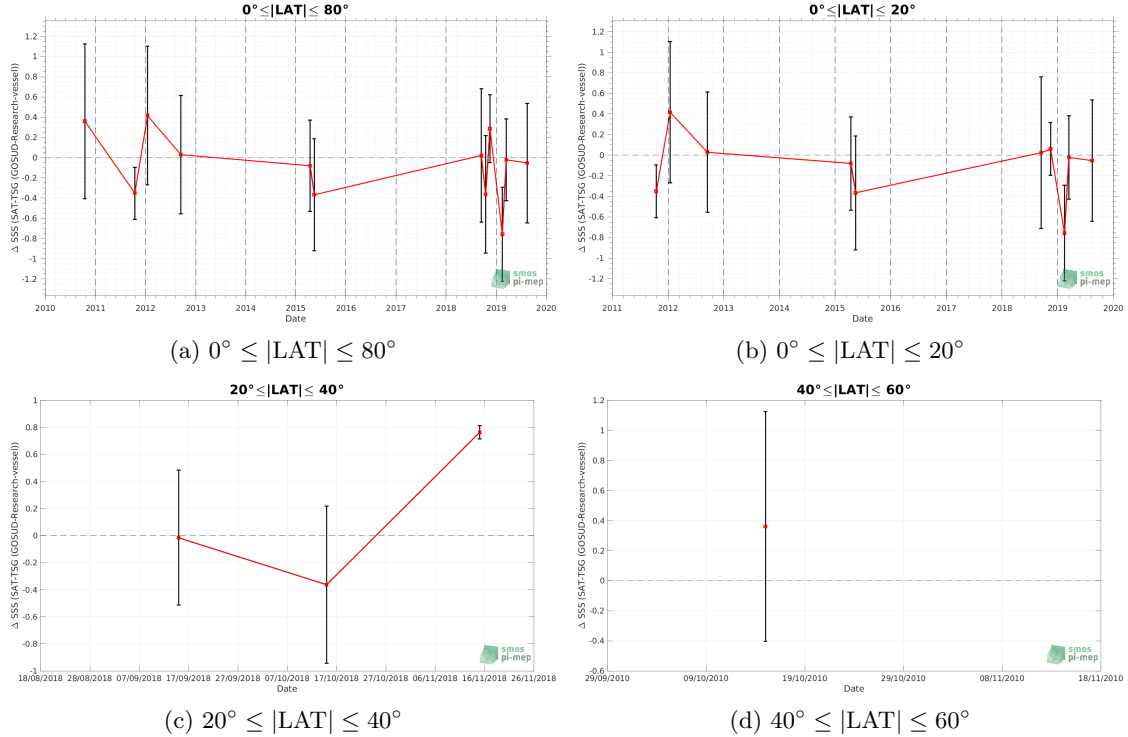 0°≤|LAT|≤ 80°
Δ SSS (SAT-TSG (GOSUD-Research-vessel))
1.2
1
0.8
0.6
0.4
0.2
0
-0.2
-0.4
-0.6
-0.8
-1
-1.2
2010 2011 2012 2013 2014 2015 2016 2017 2018 2019 2020
Date
smos
pi-mep
(a) 0° ≤ |LAT| ≤ 80°
0°≤|LAT|≤ 20°
Δ SSS (SAT-TSG (GOSUD-Research-vessel))
1.2
1
0.8
0.6
0.4
0.2
0
-0.2
-0.4
-0.6
-0.8
-1
-1.2
2011 2012 2013 2014 2015 2016 2017 2018 2019 2020
Date
smos
pi-mep
(b) 0° ≤ |LAT| ≤ 20°
20°≤|LAT|≤ 40°
Δ SSS (SAT-TSG (GOSUD-Research-vessel))
1
0.8
0.6
0.4
0.2
0
-0.2
-0.4
-0.6
-0.8
-1
18/08/2018 28/08/2018 07/09/2018 17/09/2018 27/09/2018 07/10/2018 17/10/2018 27/10/2018 06/11/2018 16/11/2018 26/11/2018
Date
smos
pi-mep
(c) 20° ≤ |LAT| ≤ 40°
40°≤|LAT|≤ 60°
Δ SSS (SAT-TSG (GOSUD-Research-vessel))
1.2
1
0.8
0.6
0.4
0.2
0
-0.2
-0.4
-0.6
29/09/2010 09/10/2010 19/10/2010 29/10/2010 08/11/2010 18/11/2010
Date
smos
pi-mep
(d) 40° ≤ |LAT| ≤ 60°